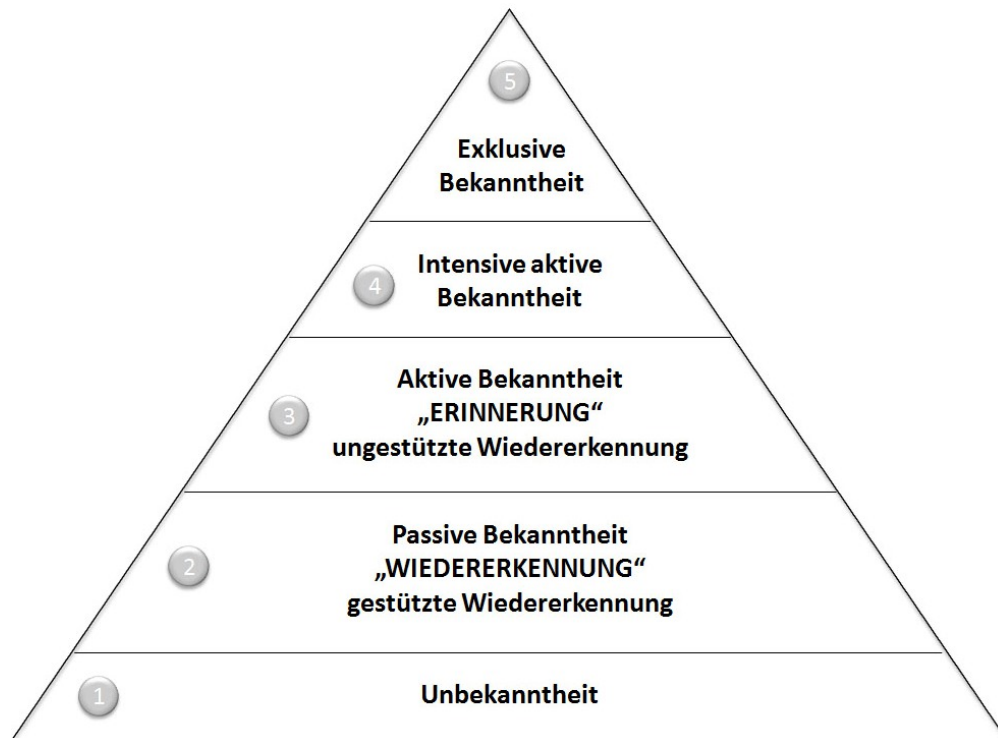 5
Exklusive
Bekanntheit
4
Intensive aktive
Bekanntheit
3
Aktive Bekanntheit
„ERINNERUNG“
ungestützte Wiedererkennung
2
Passive Bekanntheit
„WIEDERERKENNUNG“
gestützte Wiedererkennung
1
Unbekanntheit